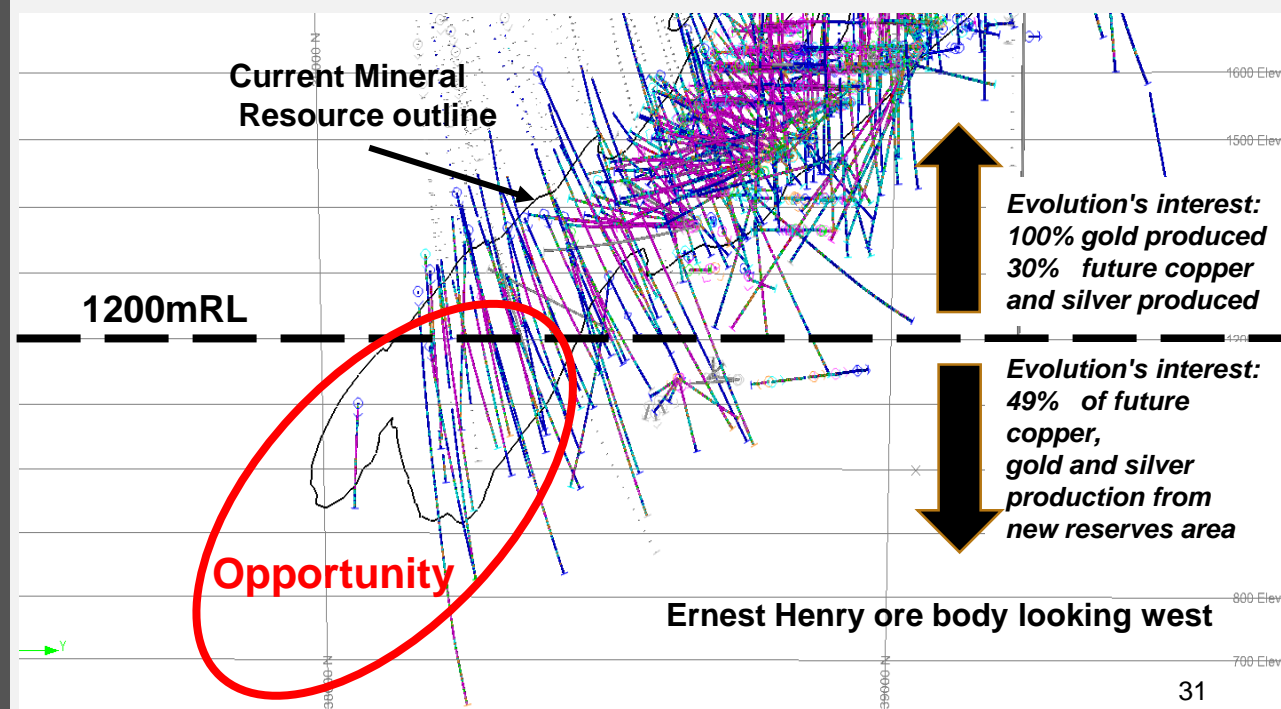 Current Mineral
Resource outline
1600 Elev
1500 Elev
Evolution's interest:
100% gold produced
30% future copper
and silver produced
1200mRL
Evolution's interest:
49% of future
copper,
gold and silver
production from
new reserves area
Opportunity
800 Elev
Ernest Henry ore body looking west
Y
700 Elev
38000 N
39000 N
31